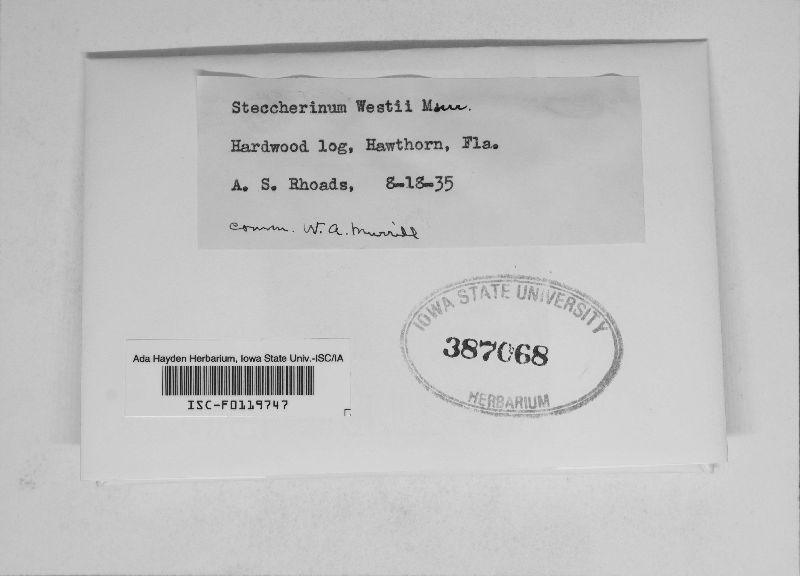 Steccherinum Westii Murr.
Hardwood log, Hawthorn, Fla.
A. S. Rhoads, 8-18-35
comm. W. A. Murrill
IOWA STATE UNIVERSITY
387068
HERBARIUM
Ada Hayden Herbarium, Iowa State Univ.-ISC/IA
ISC-F0119747